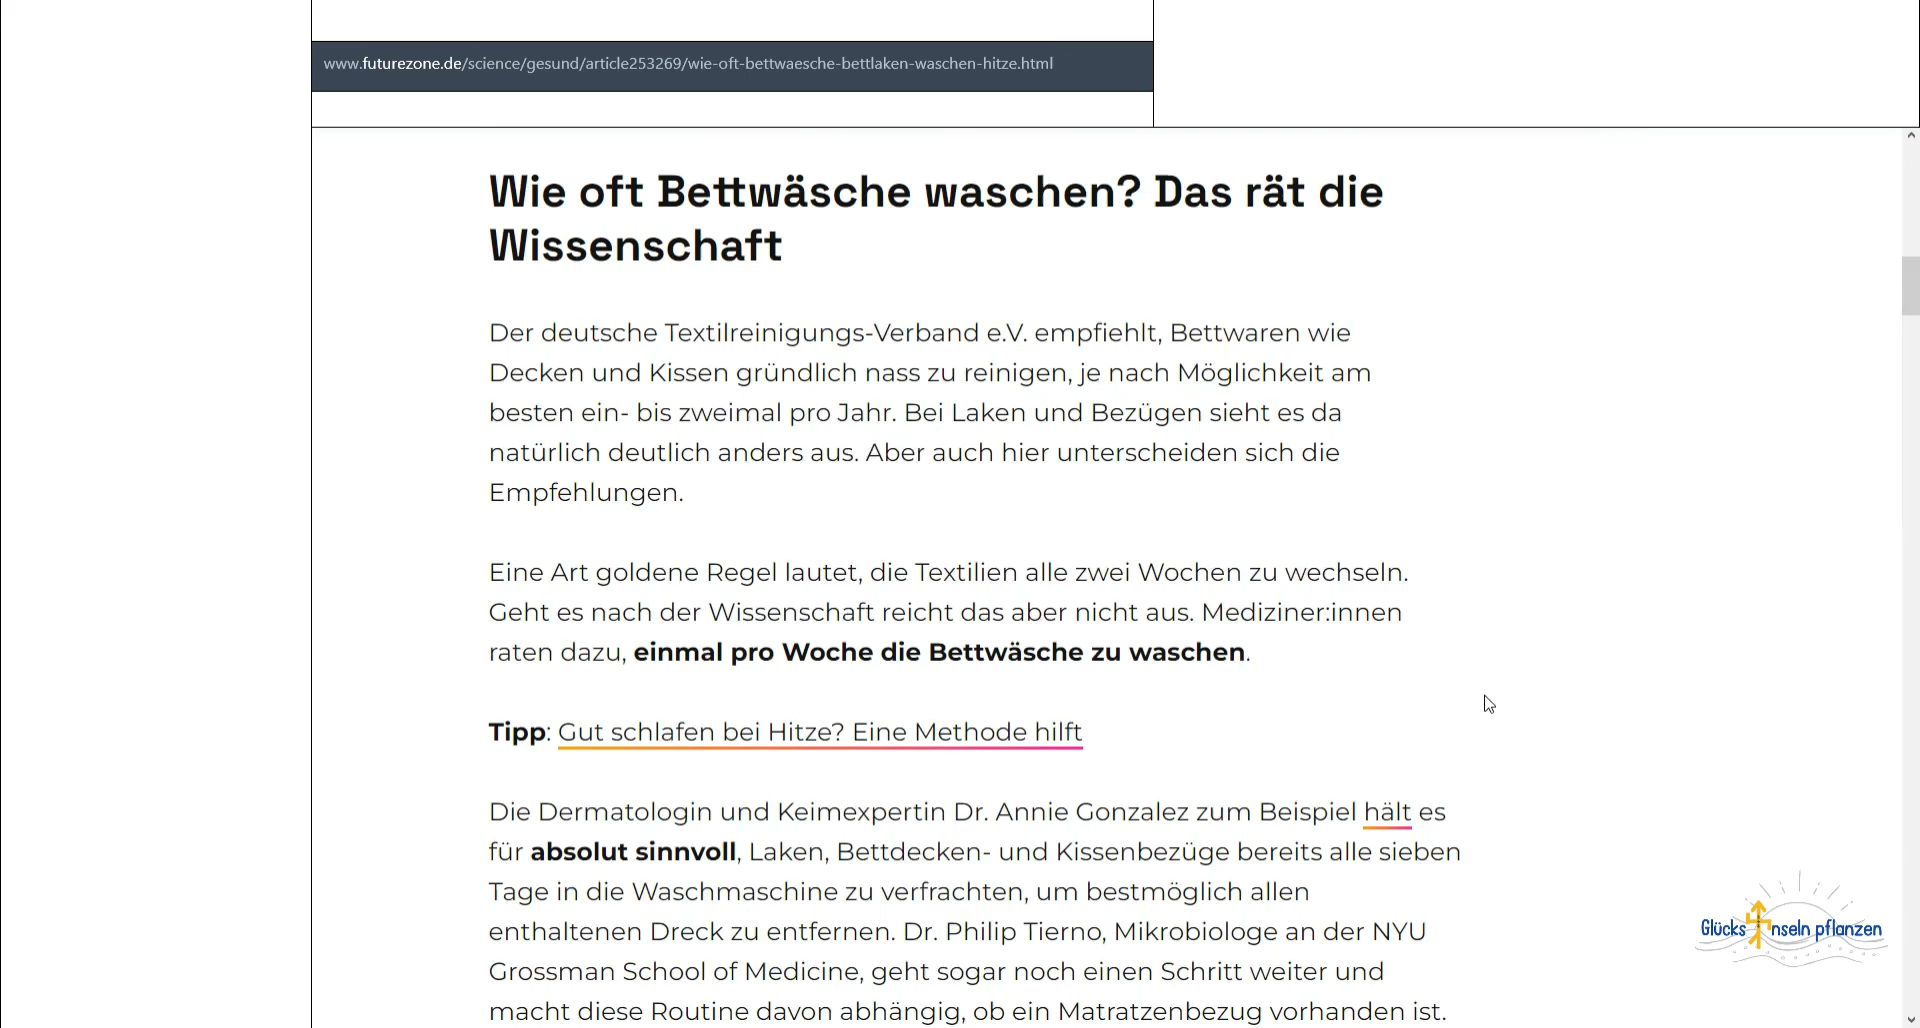 www.futurezone.de/science/gesund/article253269/wie-oft-bettwaesche-bettlaken-waschen-hitze.html
Wie oft Bettwäsche waschen? Das rät die
Wissenschaft
Der deutsche Textilreinigungs-Verband e.V. empfiehlt, Bettwaren wie
Decken und Kissen gründlich nass zu reinigen, je nach Möglichkeit am
besten ein- bis zweimal pro Jahr. Bei Laken und Bezügen sieht es da
natürlich deutlich anders aus. Aber auch hier unterscheiden sich die
Empfehlungen.
Eine Art goldene Regel lautet, die Textilien alle zwei Wochen zu wechseln.
Geht es nach der Wissenschaft reicht das aber nicht aus. Mediziner:innen
raten dazu, einmal pro Woche die Bettwäsche zu waschen.
Tipp: Gut schlafen bei Hitze? Eine Methode hilft
Die Dermatologin und Keimexpertin Dr. Annie Gonzalez zum Beispiel hält es
für absolut sinnvoll, Laken, Bettdecken- und Kissenbezüge bereits alle sieben
Tage in die Waschmaschine zu verfrachten, um bestmöglich allen
enthaltenen Dreck zu entfernen. Dr. Philip Tierno, Mikrobiologe an der NYU
Grossman School of Medicine, geht sogar noch einen Schritt weiter und
macht diese Routine davon abhängig, ob ein Matratzenbezug vorhanden ist.
Glücks Inseln pflanzen